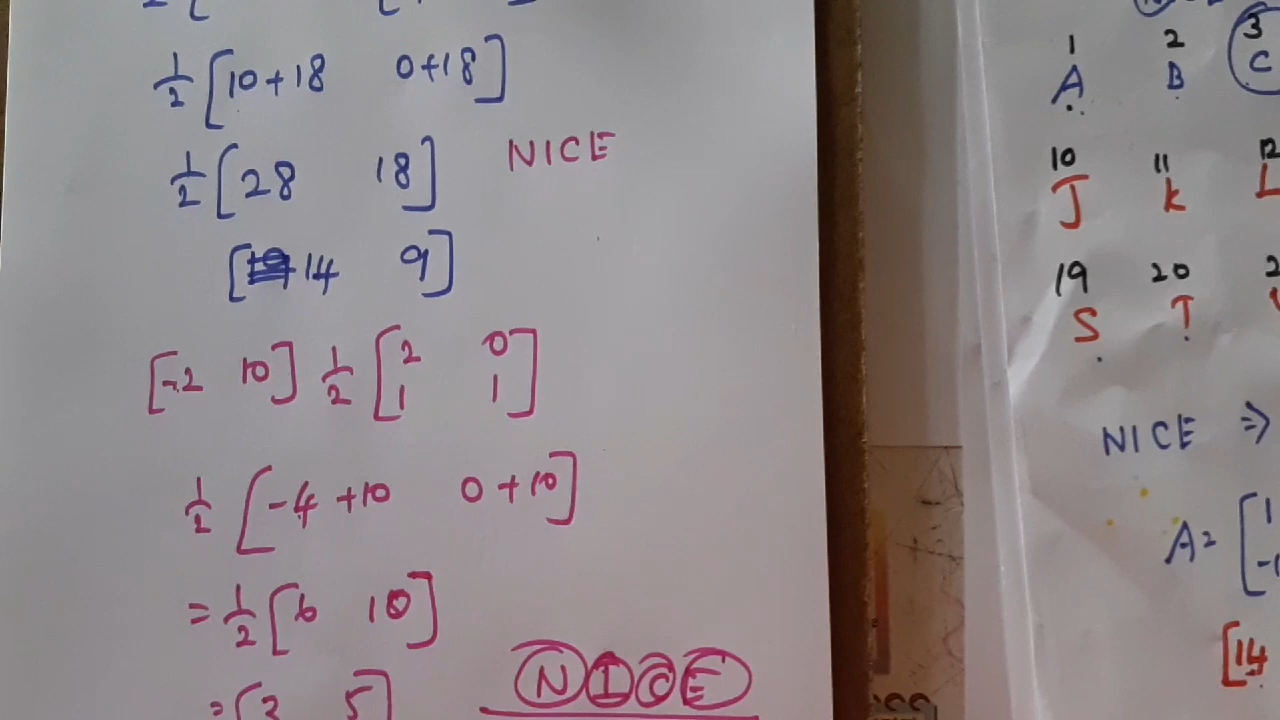 1/2 [10+18 0+18]
1/2 [28 18] NICE
[14 9]
[-2 10] 1/2 [2 0
1 1]
1/2 [-4+10 0+10]
= 1/2 [6 10]
= [3 5]
NICE
1 2 3
A B C
10 11 12
J K L
19 20
S T
NICE ⇒
A= [1
-1
[14